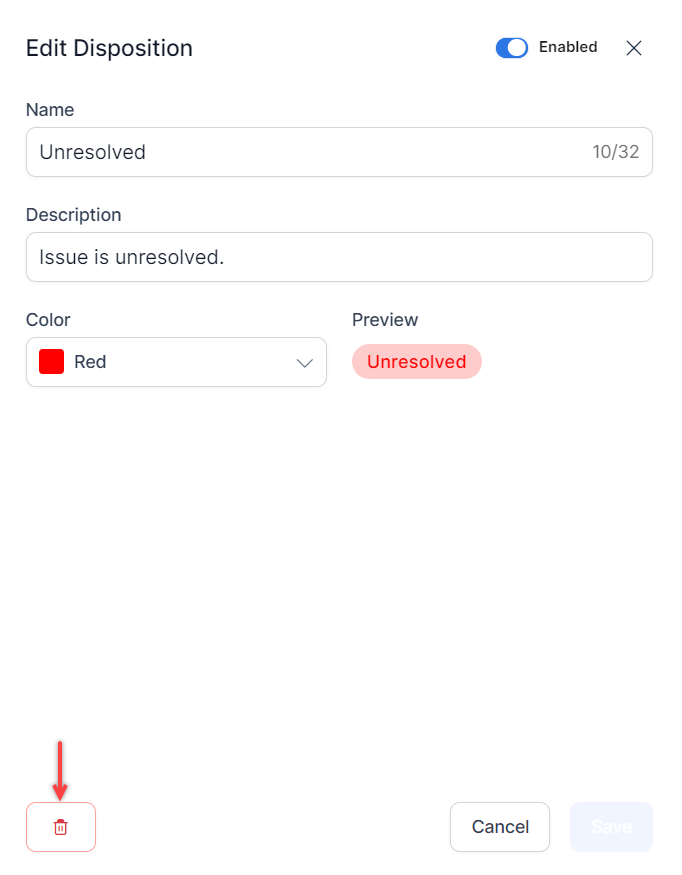 Edit Disposition
Enabled
Name
Unresolved 10/32
Description
Issue is unresolved.
Color
Preview
Red
Unresolved
Cancel
Save